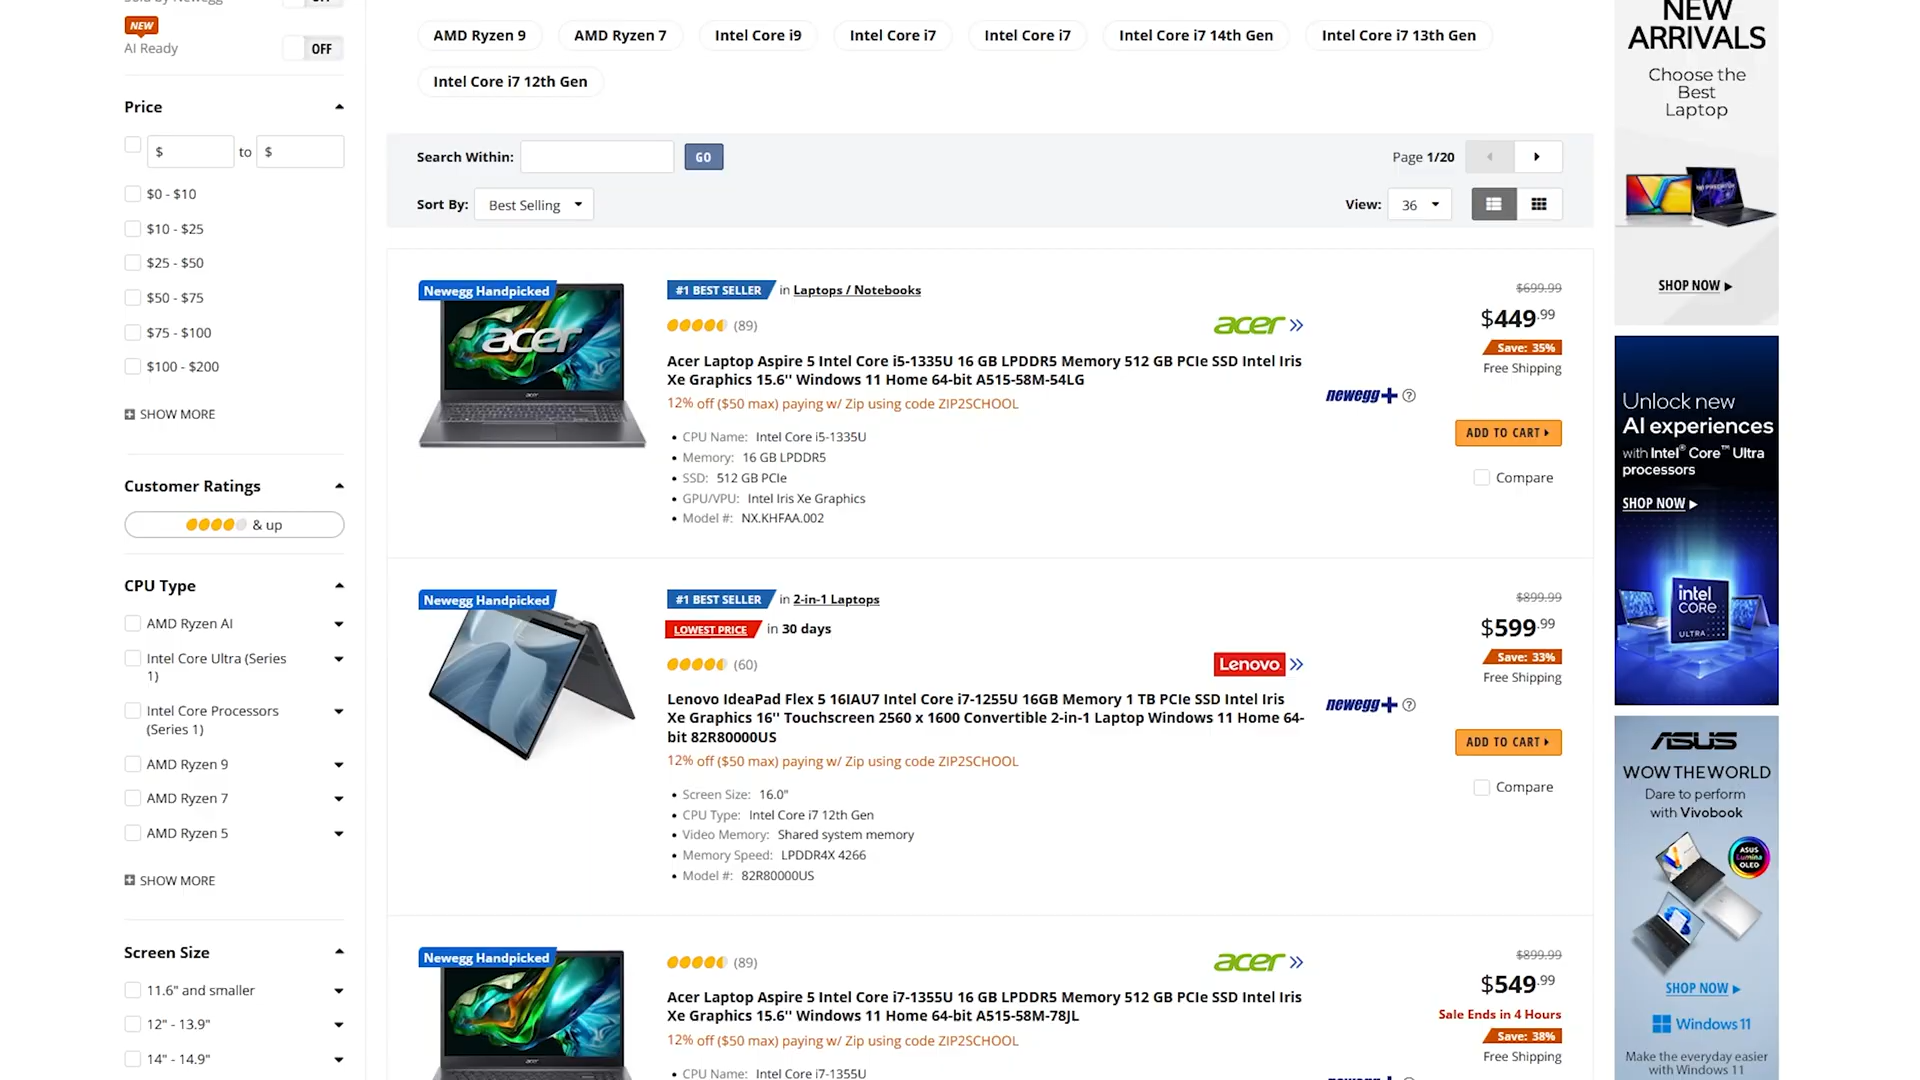 NEW
AI Ready
OFF
Price
$
to
$
$0 - $10
$10 - $25
$25 - $50
$50 - $75
$75 - $100
$100 - $200
SHOW MORE
Customer Ratings
& up
CPU Type
AMD Ryzen AI
Intel Core Ultra (Series
1)
Intel Core Processors
(Series 1)
AMD Ryzen 9
AMD Ryzen 7
AMD Ryzen 5
SHOW MORE
Screen Size
11.6" and smaller
12" - 13.9"
14" - 14.9"
AMD Ryzen 9
AMD Ryzen 7
Intel Core i9
Intel Core i7
Intel Core i7
Intel Core i7 14th Gen
Intel Core i7 13th Gen
Intel Core i7 12th Gen
Search Within:
GO
Page 1/20
Sort By:
Best Selling
View:
36
Newegg Handpicked
acer
#1 BEST SELLER in Laptops / Notebooks
(89)
acer
Acer Laptop Aspire 5 Intel Core i5-1335U 16 GB LPDDR5 Memory 512 GB PCIe SSD Intel Iris
Xe Graphics 15.6'' Windows 11 Home 64-bit A515-58M-54LG
12% off ($50 max) paying w/ Zip using code ZIP2SCHOOL
CPU Name: Intel Core i5-1335U
Memory: 16 GB LPDDR5
SSD: 512 GB PCIe
GPU/VPU: Intel Iris Xe Graphics
Model #: NX.KHFAA.002
newegg+
$699.99
$449.99
Save: 35%
Free Shipping
ADD TO CART
Compare
Newegg Handpicked
#1 BEST SELLER in 2-in-1 Laptops
LOWEST PRICE in 30 days
(60)
Lenovo
Lenovo IdeaPad Flex 5 16IAU7 Intel Core i7-1255U 16GB Memory 1 TB PCIe SSD Intel Iris
Xe Graphics 16'' Touchscreen 2560 x 1600 Convertible 2-in-1 Laptop Windows 11 Home 64-
bit 82R80000US
12% off ($50 max) paying w/ Zip using code ZIP2SCHOOL
Screen Size: 16.0"
CPU Type: Intel Core i7 12th Gen
Video Memory: Shared system memory
Memory Speed: LPDDR4X 4266
Model #: 82R80000US
newegg+
$899.99
$599.99
Save: 33%
Free Shipping
ADD TO CART
Compare
Newegg Handpicked
(89)
acer
Acer Laptop Aspire 5 Intel Core i7-1355U 16 GB LPDDR5 Memory 512 GB PCIe SSD Intel Iris
Xe Graphics 15.6'' Windows 11 Home 64-bit A515-58M-78JL
12% off ($50 max) paying w/ Zip using code ZIP2SCHOOL
CPU Name: Intel Core i7-1355U
$899.99
$549.99
Sale Ends in 4 Hours
Save: 38%
Free Shipping
NEW
ARRIVALS
Choose the
Best
Laptop
SHOP NOW
Unlock new
AI experiences
with Intel® Core™ Ultra
processors
SHOP NOW
intel
CORE
ULTRA
ASUS
WOW THE WORLD
Dare to perform
with Vivobook
ASUS
Lumina
OLED
SHOP NOW
Windows 11
Make the everyday easier
with Windows 11